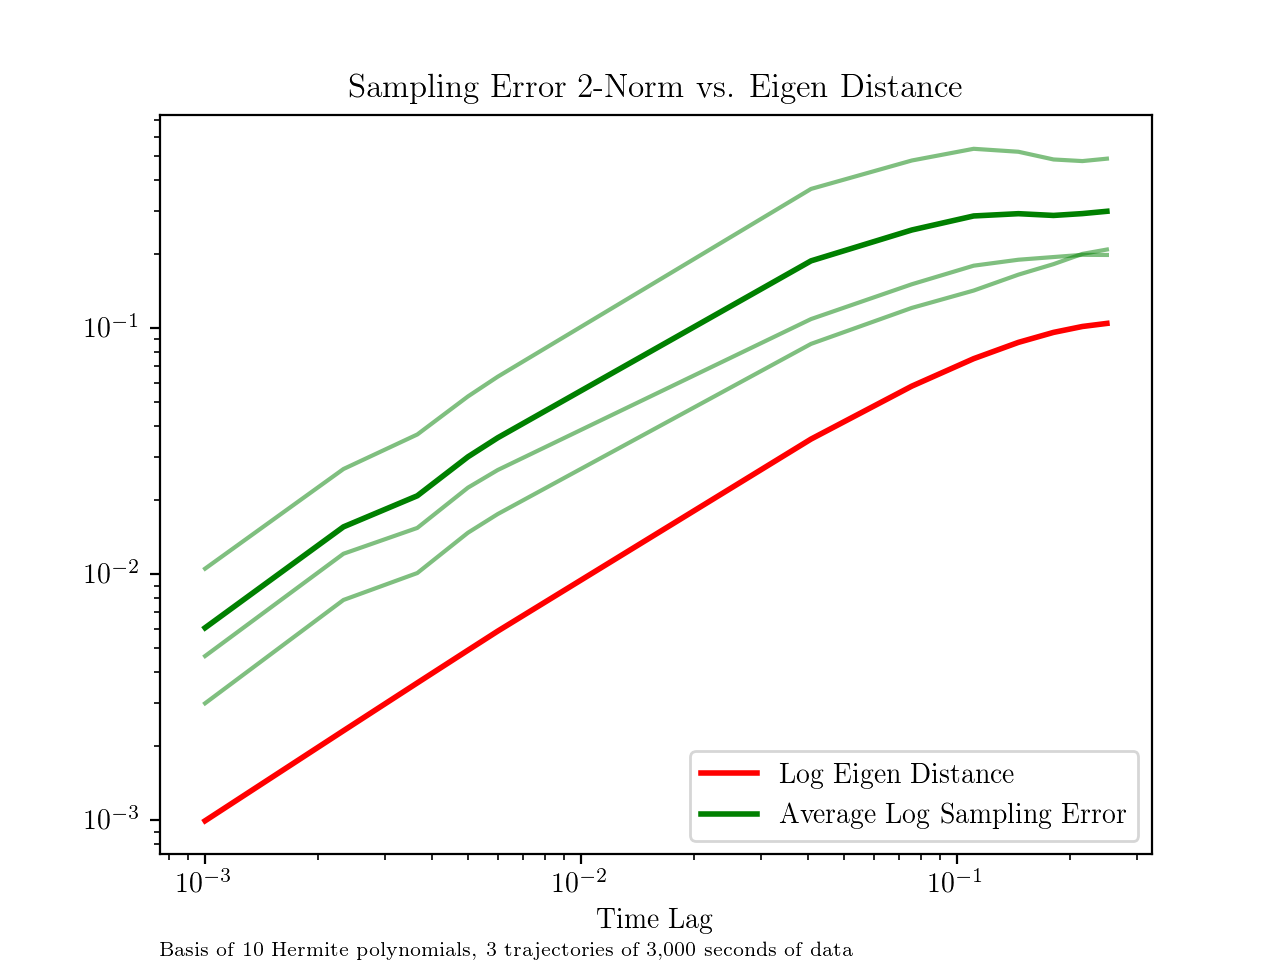 Sampling Error 2-Norm vs. Eigen Distance
10⁻¹
10⁻²
10⁻³
Log Eigen Distance
Average Log Sampling Error
10⁻³ 10⁻² 10⁻¹
Time Lag
Basis of 10 Hermite polynomials, 3 trajectories of 3,000 seconds of data